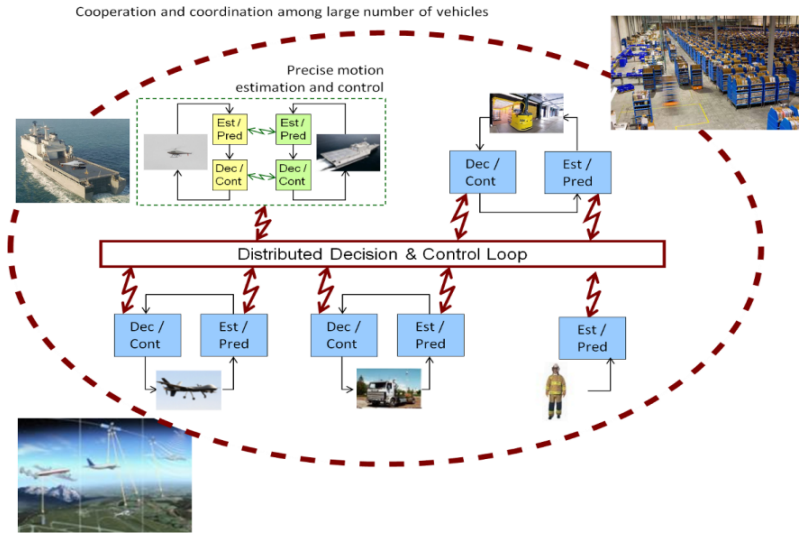 Cooperation and coordination among large number of vehicles
Precise motion
estimation and control
Est /
Pred
Est /
Pred
Dec /
Cont
Dec /
Cont
Dec /
Cont
Est /
Pred
Distributed Decision & Control Loop
Dec /
Cont
Est /
Pred
Dec /
Cont
Est /
Pred
Est /
Pred